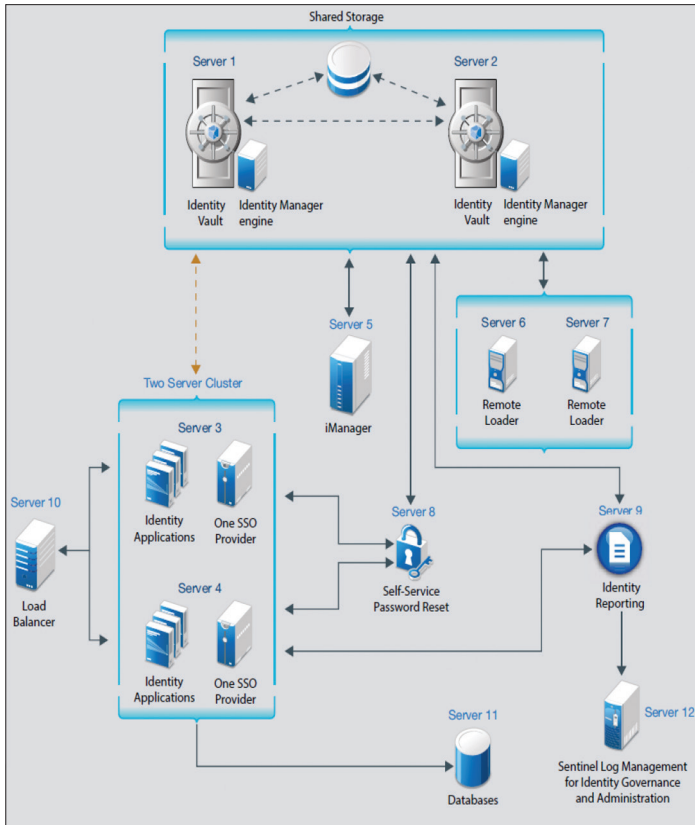 Shared Storage
Server 1
Server 2
Identity
Vault
Identity Manager
engine
Identity
Vault
Identity Manager
engine
Server 5
iManager
Server 6
Server 7
Remote
Loader
Remote
Loader
Two Server Cluster
Server 3
Identity
Applications
One SSO
Provider
Server 4
Identity
Applications
One SSO
Provider
Server 10
Load
Balancer
Server 8
Self-Service
Password Reset
Server 9
Identity
Reporting
Server 11
Databases
Server 12
Sentinel Log Management
for Identity Governance
and Administration